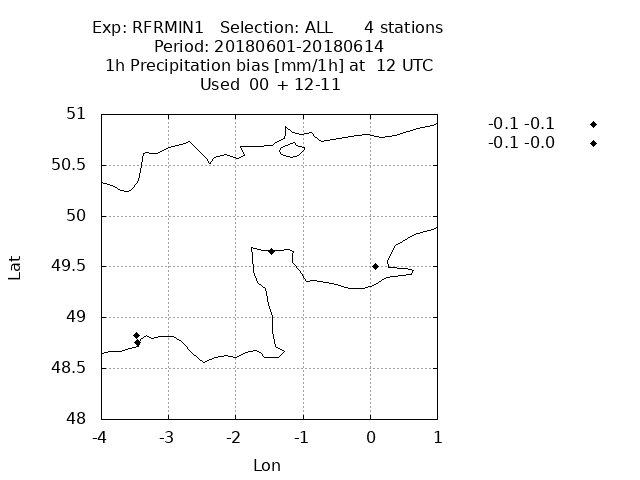 Exp: RFRMIN1   Selection: ALL      4 stations
Period: 20180601-20180614
1h Precipitation bias [mm/1h] at  12 UTC
Used  00 + 12-11
-0.1 -0.1
-0.1 -0.0
51
50.5
50
49.5
49
48.5
48
Lat
-4 -3 -2 -1 0 1
Lon